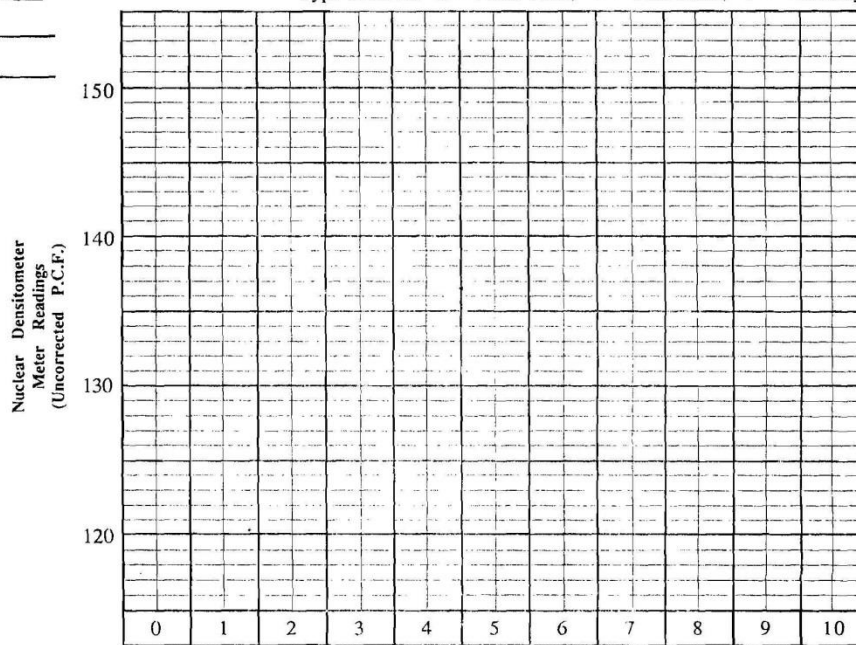 150
140
Nuclear Densitometer
Meter Readings
(Uncorrected P.C.F.)
130
120
0 1 2 3 4 5 6 7 8 9 10